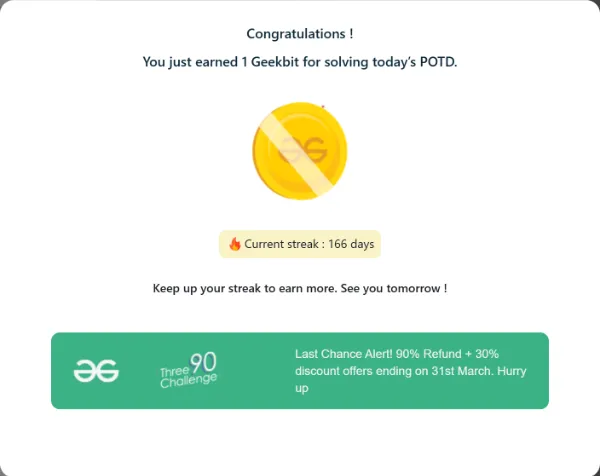 Congratulations !
You just earned 1 Geekbit for solving today’s POTD.
Current streak : 166 days
Keep up your streak to earn more. See you tomorrow !
Three 90
Challenge
Last Chance Alert! 90% Refund + 30%
discount offers ending on 31st March. Hurry
up